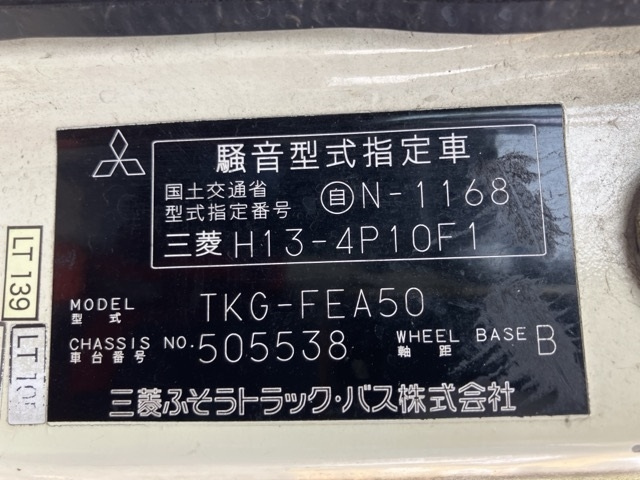 騒音型式指定車
国土交通省
型式指定番号 自N-1168
三菱 H13-4P10F1
MODEL
型式 TKG-FEA50
CHASSIS NO.
車台番号 505538 WHEEL BASE
軸距 B
三菱ふそうトラック・バス株式会社
LT 139